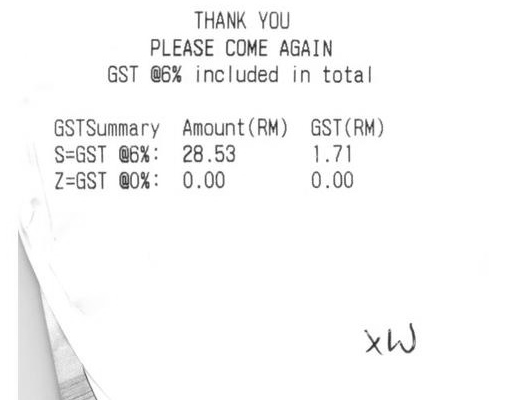 THANK YOU
PLEASE COME AGAIN
GST @6% included in total
GSTSummary Amount(RM) GST(RM)
S=GST @6%: 28.53 1.71
Z=GST @0%: 0.00 0.00
XW